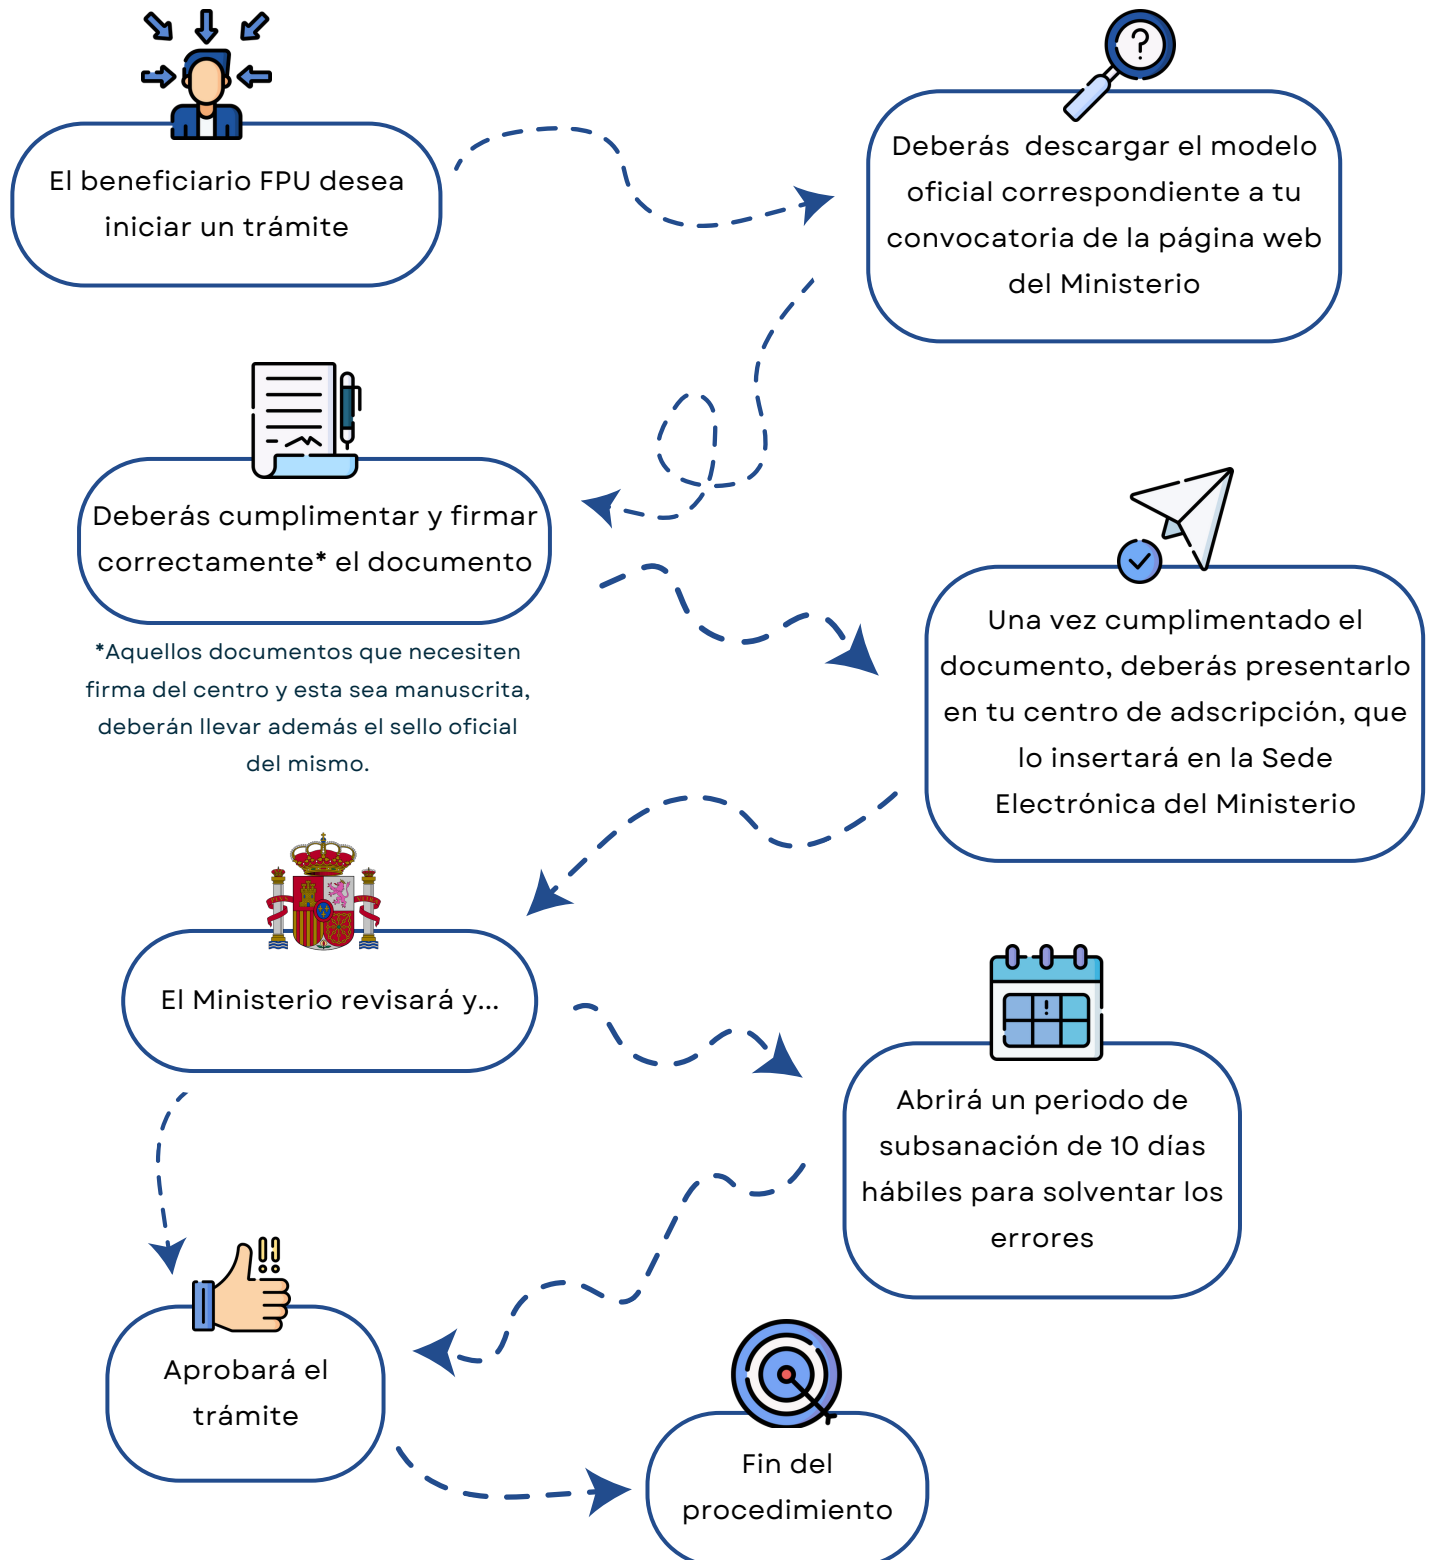 El beneficiario FPU desea
iniciar un trámite
Deberás descargar el modelo
oficial correspondiente a tu
convocatoria de la página web
del Ministerio
Deberás cumplimentar y firmar
correctamente* el documento
*Aquellos documentos que necesiten
firma del centro y esta sea manuscrita,
deberán llevar además el sello oficial
del mismo.
Una vez cumplimentado el
documento, deberás presentarlo
en tu centro de adscripción, que
lo insertará en la Sede
Electrónica del Ministerio
El Ministerio revisará y...
Abrirá un periodo de
subsanación de 10 días
hábiles para solventar los
errores
Aprobará el
trámite
Fin del
procedimiento